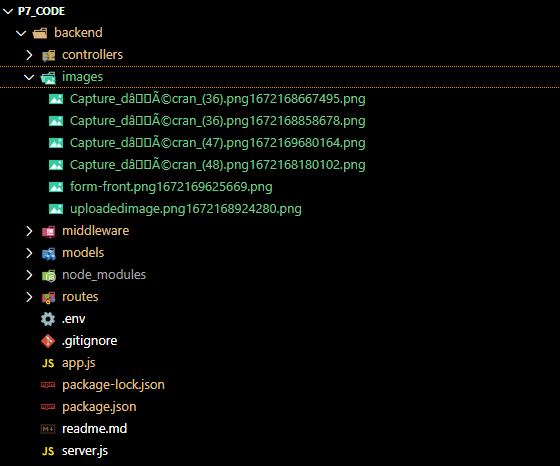 P7_CODE
backend
controllers
images
Capture_dâ��Ã©cran_(36).png1672168667495.png
Capture_dâ��Ã©cran_(36).png1672168858678.png
Capture_dâ��Ã©cran_(47).png1672169680164.png
Capture_dâ��Ã©cran_(48).png1672168180102.png
form-front.png1672169625669.png
uploadedimage.png1672168924280.png
middleware
models
node_modules
routes
.env
.gitignore
JS app.js
package-lock.json
package.json
readme.md
JS server.js